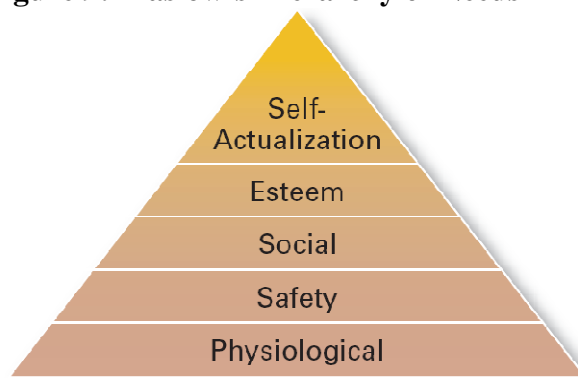 Self-
Actualization
Esteem
Social
Safety
Physiological